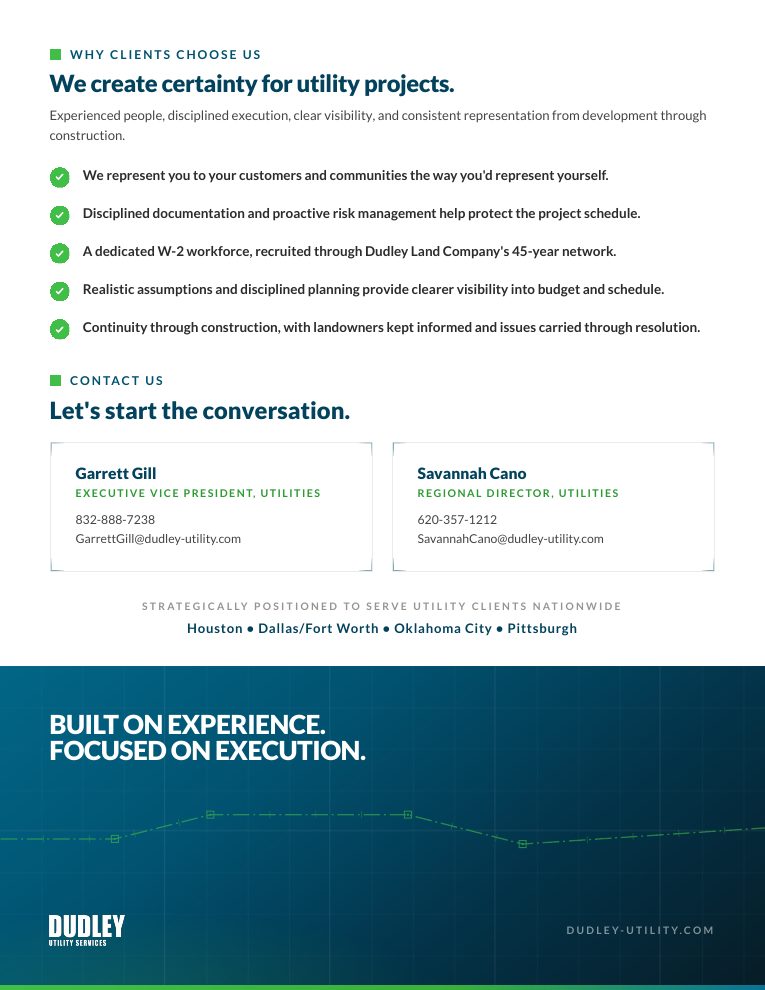 WHY CLIENTS CHOOSE US
We create certainty for utility projects.
Experienced people, disciplined execution, clear visibility, and consistent representation from development through
construction.
We represent you to your customers and communities the way you'd represent yourself.
Disciplined documentation and proactive risk management help protect the project schedule.
A dedicated W-2 workforce, recruited through Dudley Land Company's 45-year network.
Realistic assumptions and disciplined planning provide clearer visibility into budget and schedule.
Continuity through construction, with landowners kept informed and issues carried through resolution.
CONTACT US
Let's start the conversation.
Garrett Gill
EXECUTIVE VICE PRESIDENT, UTILITIES
832-888-7238
GarrettGill@dudley-utility.com
Savannah Cano
REGIONAL DIRECTOR, UTILITIES
620-357-1212
SavannahCano@dudley-utility.com
STRATEGICALLY POSITIONED TO SERVE UTILITY CLIENTS NATIONWIDE
Houston • Dallas/Fort Worth • Oklahoma City • Pittsburgh
BUILT ON EXPERIENCE.
FOCUSED ON EXECUTION.
DUDLEY
UTILITY SERVICES
DUDLEY-UTILITY.COM